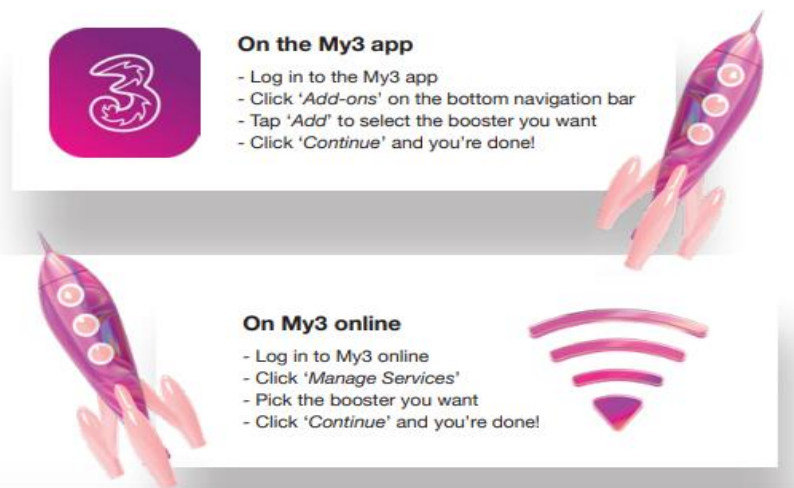 3
On the My3 app
- Log in to the My3 app
- Click ‘Add-ons’ on the bottom navigation bar
- Tap ‘Add’ to select the booster you want
- Click ‘Continue’ and you’re done!
On My3 online
- Log in to My3 online
- Click ‘Manage Services’
- Pick the booster you want
- Click ‘Continue’ and you’re done!